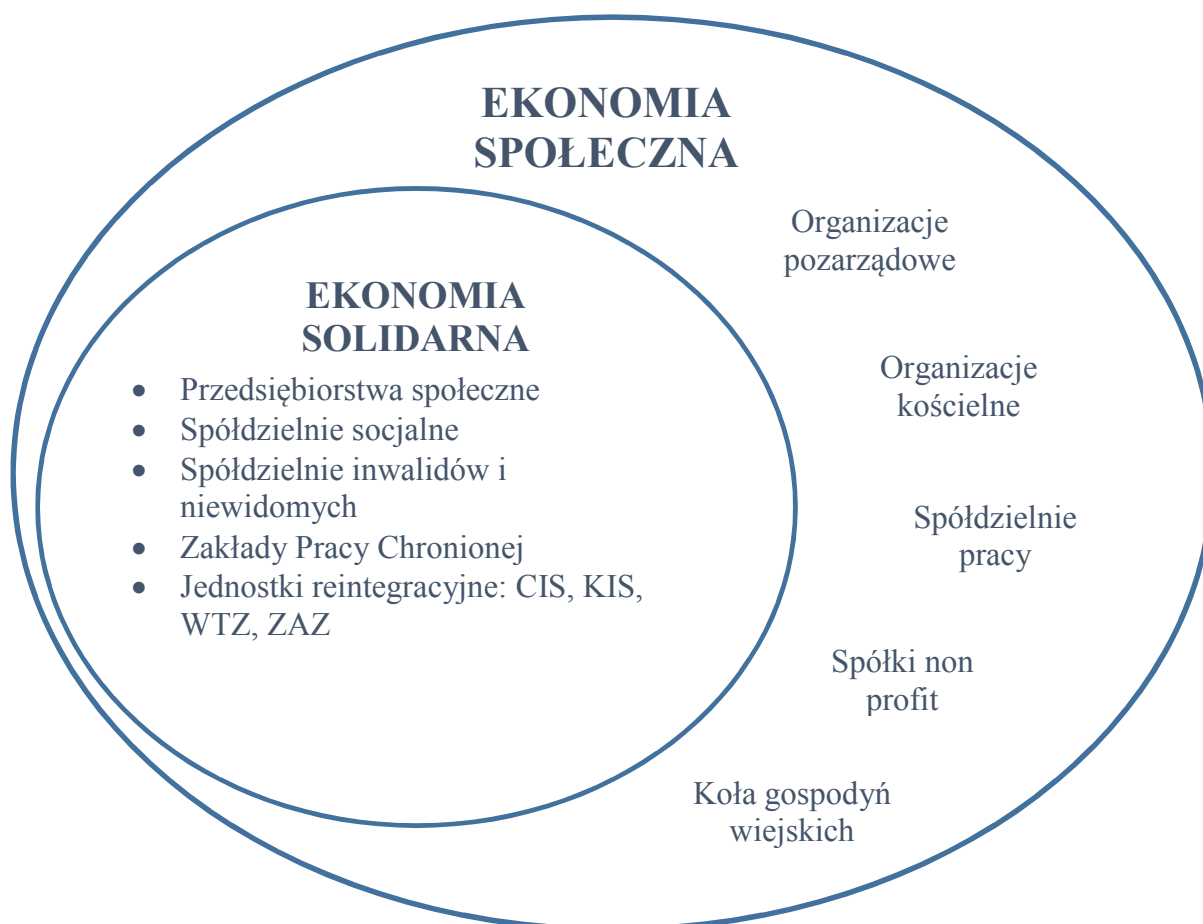 EKONOMIA
SPOŁECZNA
Organizacje
pozarządowe
EKONOMIA
SOLIDARNA
• Przedsiębiorstwa społeczne
• Spółdzielnie socjalne
• Spółdzielnie inwalidów i
niewidomych
• Zakłady Pracy Chronionej
• Jednostki reintegracyjne: CIS, KIS,
WTZ, ZAZ
Organizacje
kościelne
Spółdzielnie
pracy
Spółki non
profit
Koła gospodyń
wiejskich